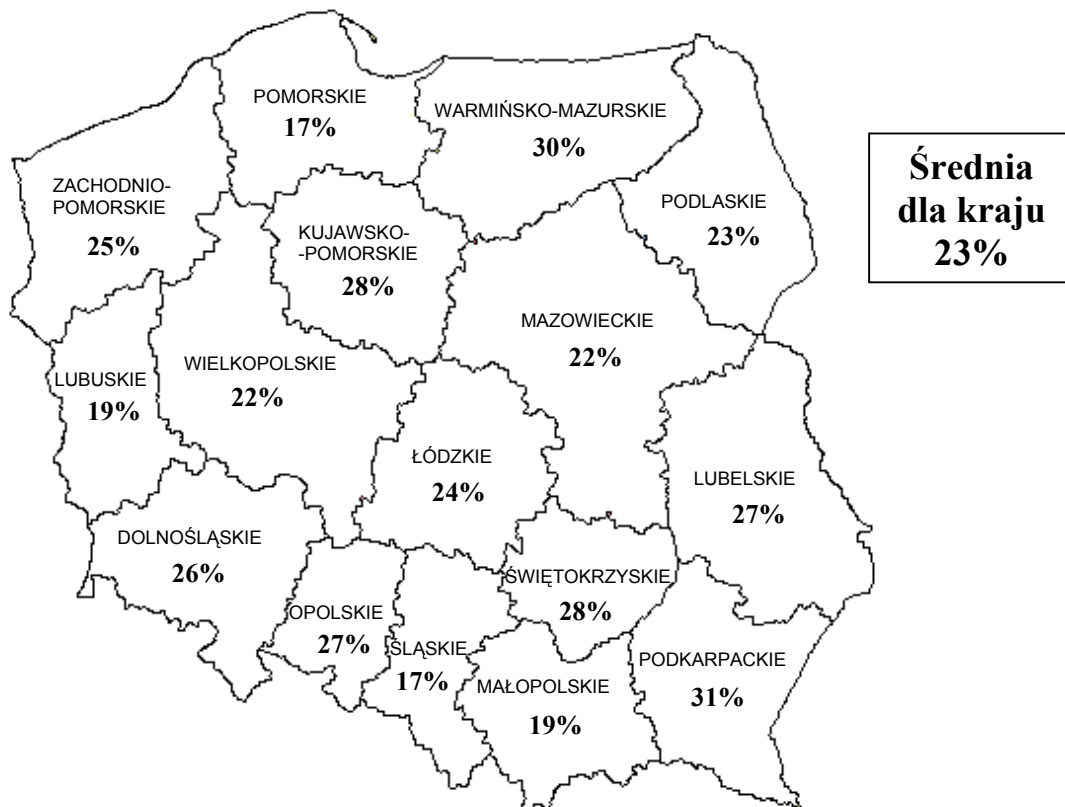 POMORSKIE
17%
WARMIŃSKO-MAZURSKIE
30%
Średnia
dla kraju
23%
ZACHODNIO-
POMORSKIE
25%
KUJAWSKO-
-POMORSKIE
28%
PODLASKIE
23%
MAZOWIECKIE
22%
LUBUSKIE
19%
WIELKOPOLSKIE
22%
ŁÓDZKIE
24%
LUBELSKIE
27%
DOLNOŚLĄSKIE
26%
OPOLSKIE
27%
ŚLĄSKIE
17%
ŚWIĘTOKRZYSKIE
28%
MAŁOPOLSKIE
19%
PODKARPACKIE
31%